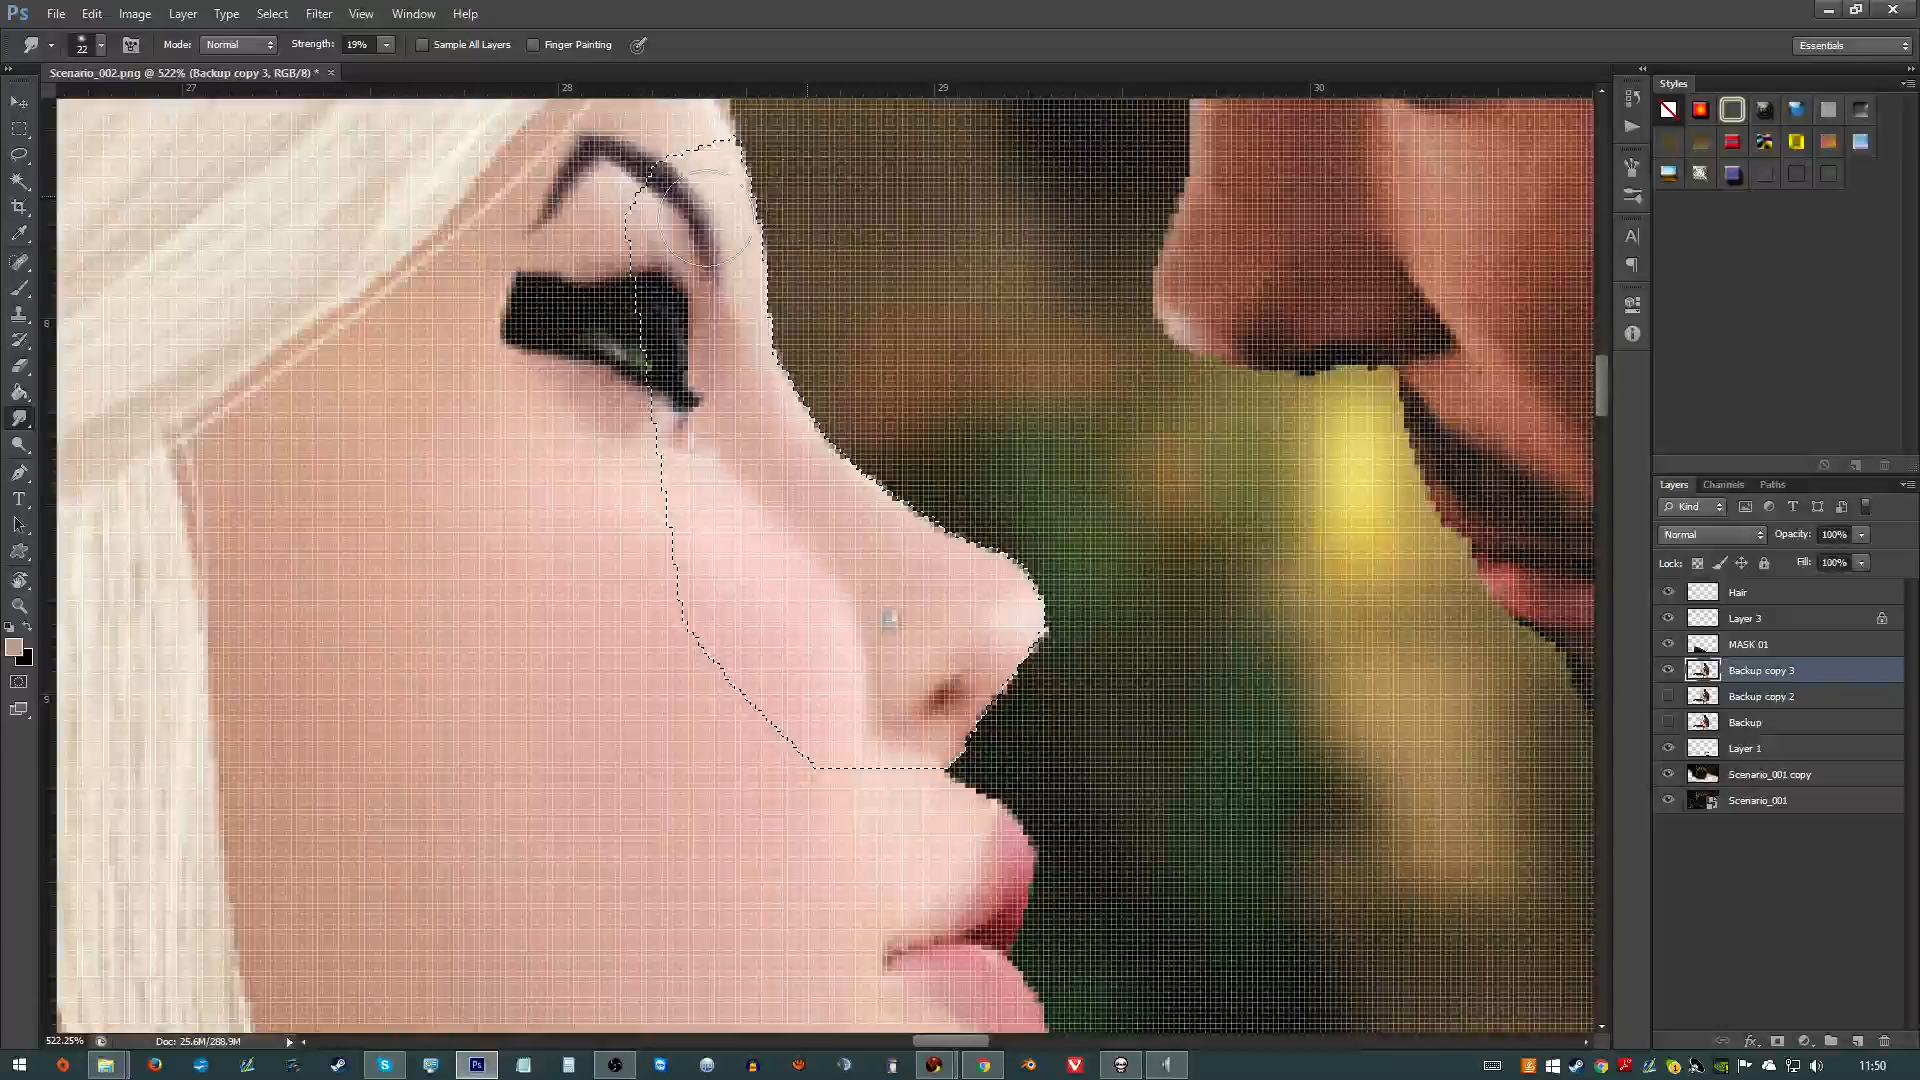 Ps File Edit Image Layer Type Select Filter View Window Help
22 Mode: Normal Strength: 19% Sample All Layers Finger Painting Essentials
Scenario_002.png @ 522% (Backup copy 3, RGB/8) * ×
27 28 29 30
8
9
Styles
Layers Channels Paths
Kind
Normal Opacity: 100%
Lock: Fill: 100%
Hair
Layer 3
MASK 01
Backup copy 3
Backup copy 2
Backup
Layer 1
Scenario_001 copy
Scenario_001
522.25% Doc: 25.6M/288.9M
11:50